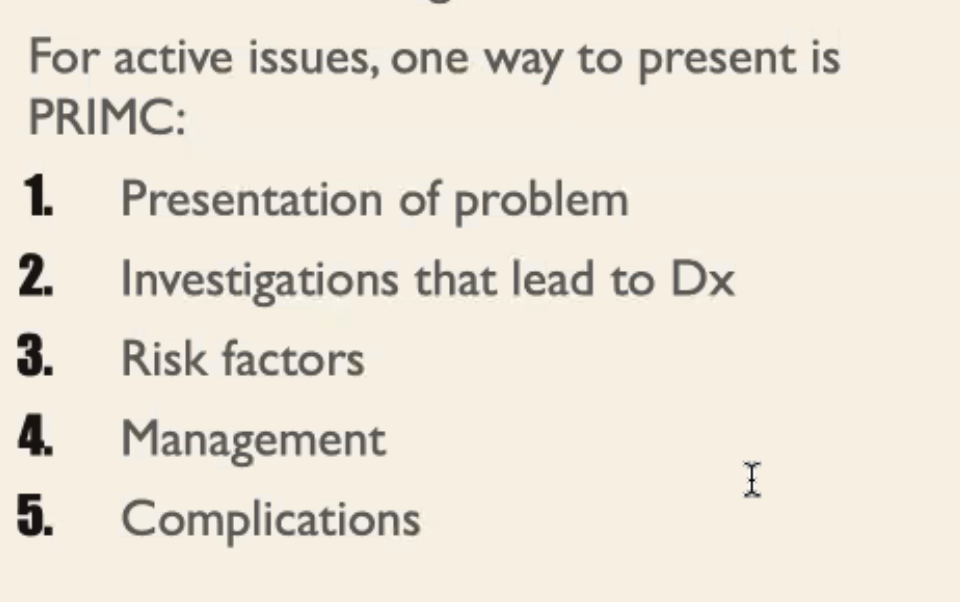 For active issues, one way to present is
PRIMC:
1. Presentation of problem
2. Investigations that lead to Dx
3. Risk factors
4. Management
5. Complications